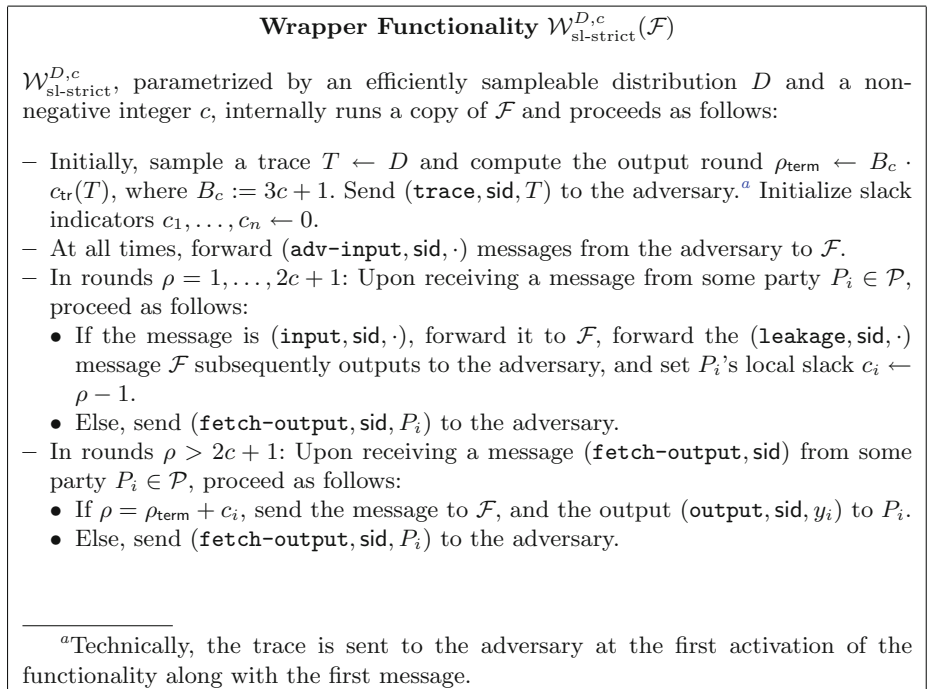 Wrapper Functionality 𝒲^{D,c}_{sl-strict}(ℱ)
𝒲^{D,c}_{sl-strict}, parametrized by an efficiently sampleable distribution D and a non-
negative integer c, internally runs a copy of ℱ and proceeds as follows:
– Initially, sample a trace T ← D and compute the output round ρ_{term} ← B_c ·
c_{tr}(T), where B_c := 3c + 1. Send (trace, sid, T) to the adversary.^a Initialize slack
indicators c_1, . . . , c_n ← 0.
– At all times, forward (adv-input, sid, ·) messages from the adversary to ℱ.
– In rounds ρ = 1, . . . , 2c + 1: Upon receiving a message from some party P_i ∈ 𝒫,
proceed as follows:
• If the message is (input, sid, ·), forward it to ℱ, forward the (leakage, sid, ·)
message ℱ subsequently outputs to the adversary, and set P_i's local slack c_i ←
ρ − 1.
• Else, send (fetch-output, sid, P_i) to the adversary.
– In rounds ρ > 2c + 1: Upon receiving a message (fetch-output, sid) from some
party P_i ∈ 𝒫, proceed as follows:
• If ρ = ρ_{term} + c_i, send the message to ℱ, and the output (output, sid, y_i) to P_i.
• Else, send (fetch-output, sid, P_i) to the adversary.
^aTechnically, the trace is sent to the adversary at the first activation of the
functionality along with the first message.